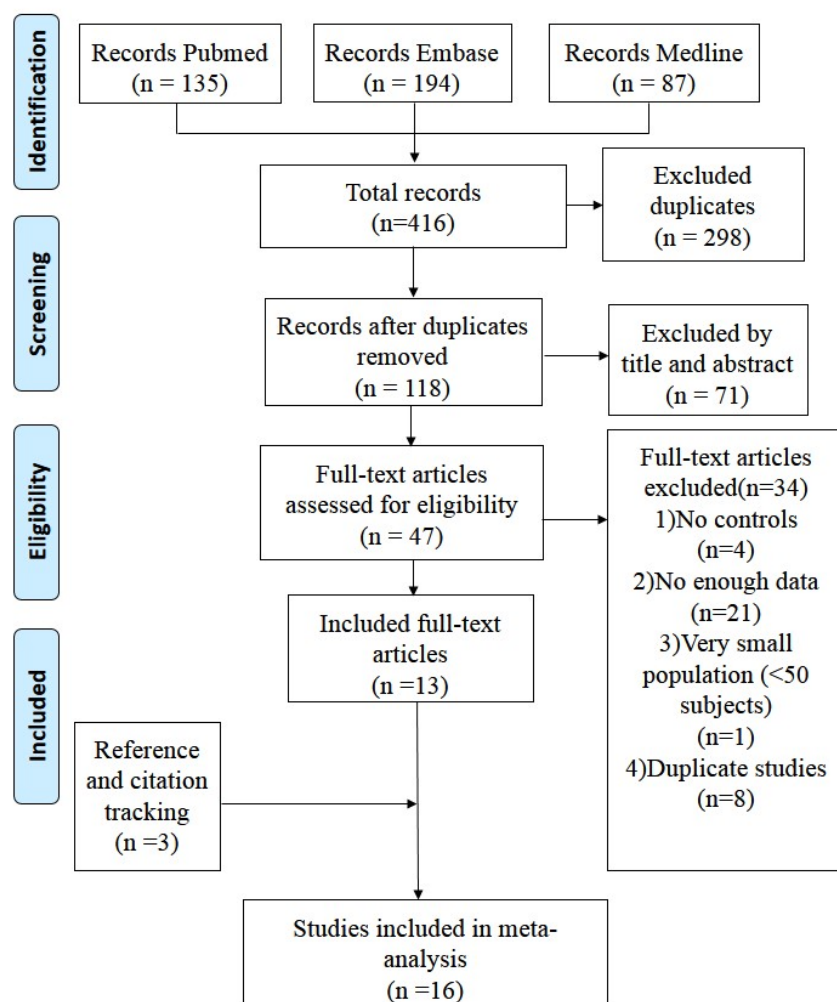 Identification
Records Pubmed
(n = 135)
Records Embase
(n = 194)
Records Medline
(n = 87)
Total records
(n=416)
Excluded
duplicates
(n = 298)
Screening
Records after duplicates
removed
(n = 118)
Excluded by
title and abstract
(n = 71)
Eligibility
Full-text articles
assessed for eligibility
(n = 47)
Full-text articles
excluded(n=34)
1)No controls
(n=4)
2)No enough data
(n=21)
3)Very small
population (<50
subjects)
(n=1)
4)Duplicate studies
(n=8)
Included
Included full-text
articles
(n =13)
Reference
and citation
tracking
(n =3)
Studies included in meta-
analysis
(n =16)